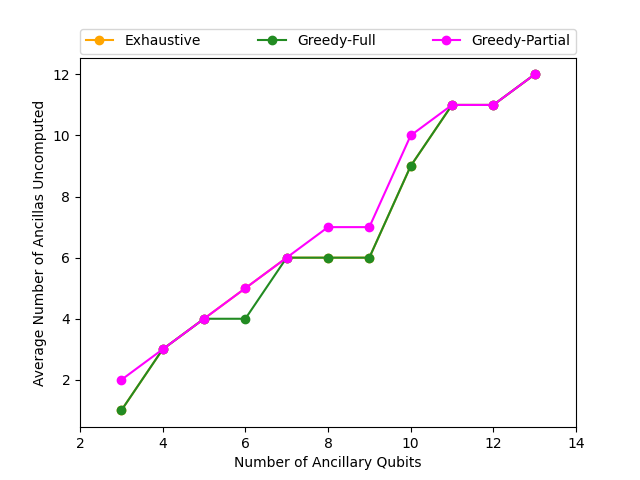 Exhaustive Greedy-Full Greedy-Partial
Average Number of Ancillas Uncomputed
12
10
8
6
4
2
2 4 6 8 10 12 14
Number of Ancillary Qubits